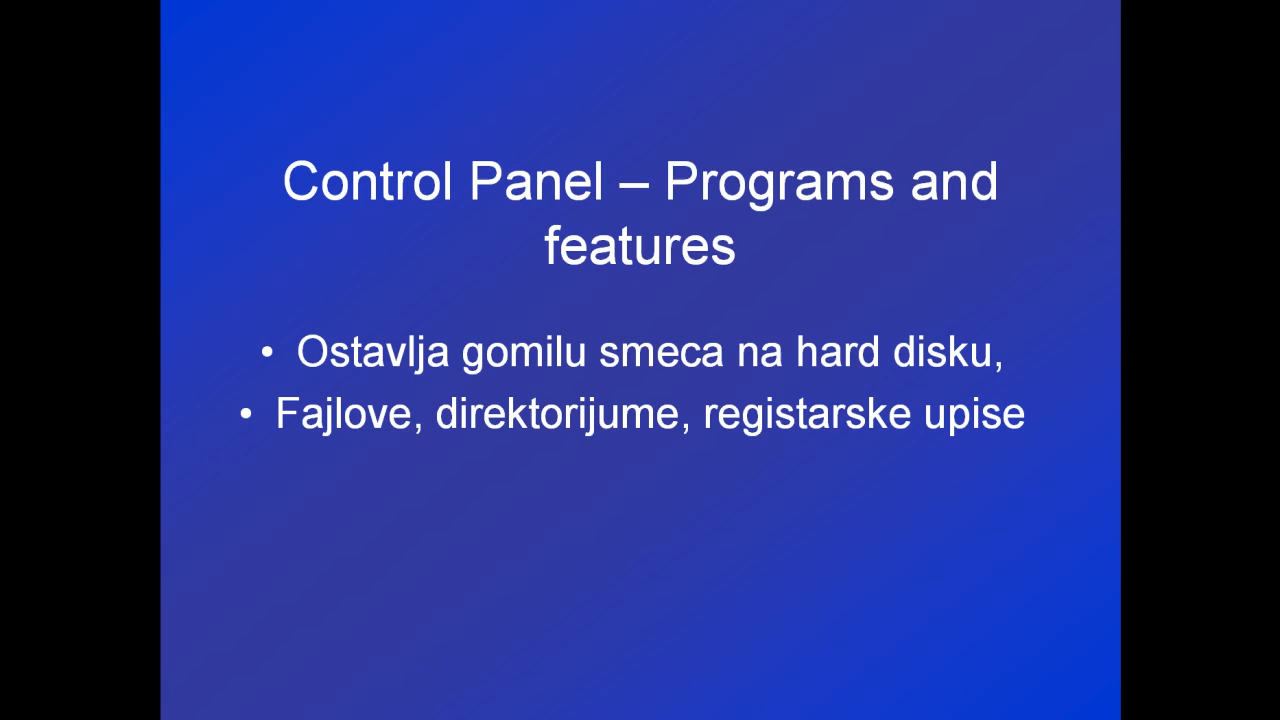 Control Panel – Programs and
features
• Ostavlja gomilu smeca na hard disku,
• Fajlove, direktorijume, registarske upise